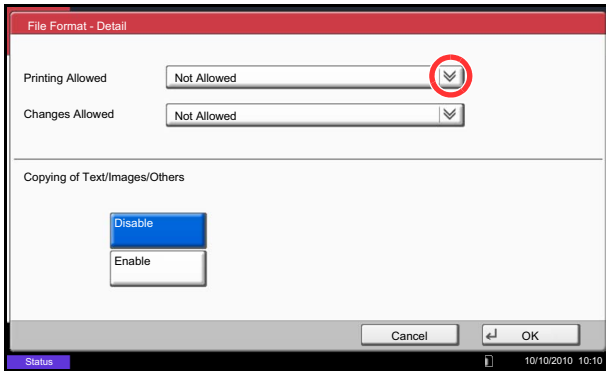 File Format - Detail
Printing Allowed Not Allowed
Changes Allowed Not Allowed
Copying of Text/Images/Others
Disable
Enable
Cancel OK
Status 10/10/2010 10:10